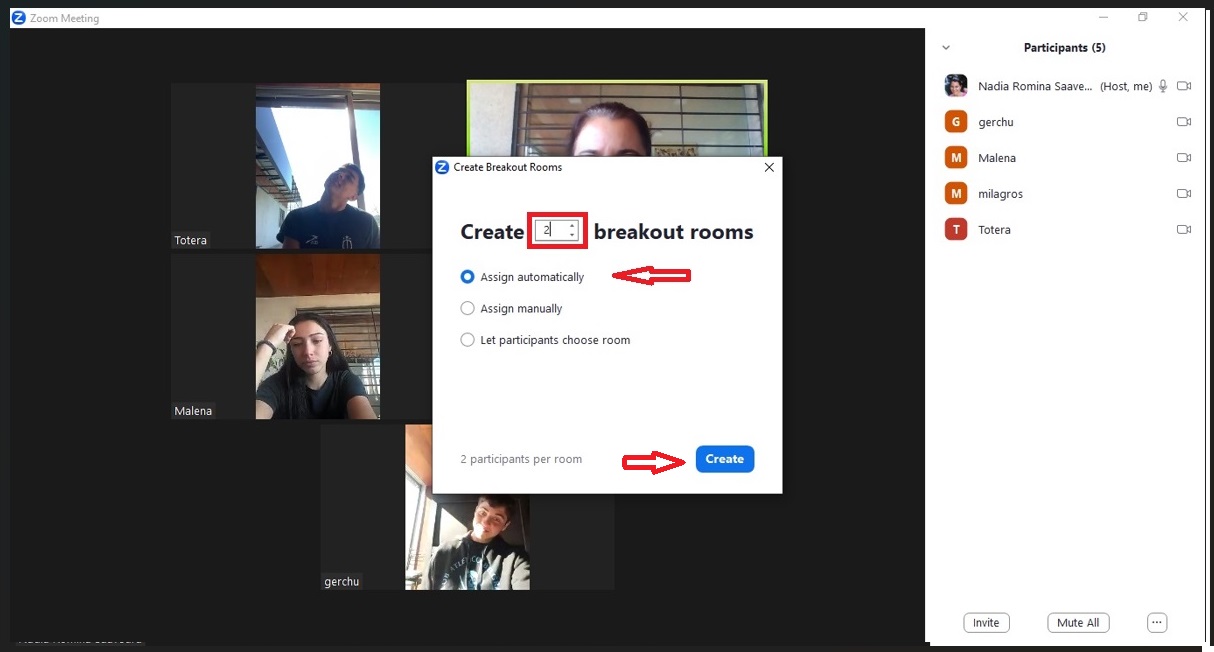 Zoom Meeting
Totera
Malena
gerchu
Create Breakout Rooms
Create 2 breakout rooms
Assign automatically
Assign manually
Let participants choose room
2 participants per room
Create
Participants (5)
Nadia Romina Saave... (Host, me)
G gerchu
M Malena
M milagros
T Totera
Invite
Mute All